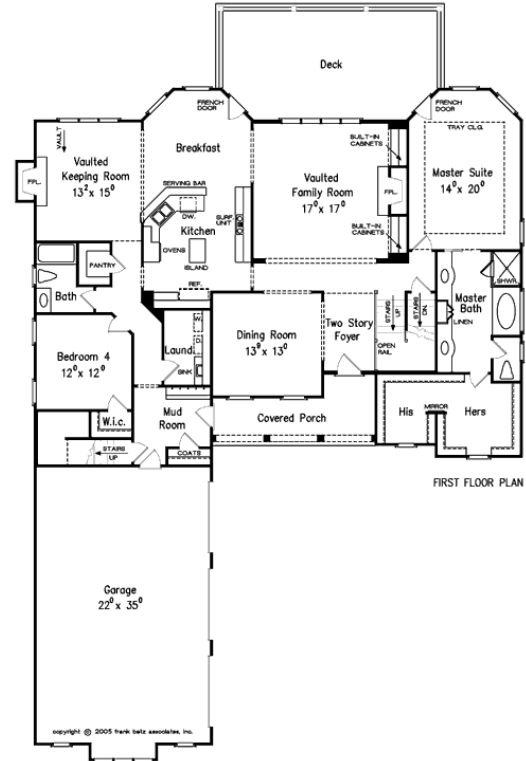 Deck
FRENCH
DOOR
FRENCH
DOOR
VAULT
Vaulted
Keeping Room
13² x 15⁰
FPL.
Breakfast
SERVING BAR
DW.
Kitchen
SURF.
UNIT
OVENS
ISLAND
REF.
Vaulted
Family Room
17⁰ x 17⁰
BUILT-IN
CABINETS
FPL.
BUILT-IN
CABINETS
TRAY CLG.
Master Suite
14⁰ x 20⁰
PANTRY
Bath
Bedroom 4
12⁰ x 12⁰
W.i.c.
STAIRS
UP
W.
D.
Laund.
SINK
Mud
Room
COATS
Dining Room
13⁹ x 13⁰
Two Story
Foyer
STAIRS
UP
STAIRS
DN.
OPEN
RAIL
SHWR.
Master
Bath
LINEN
His
MIRROR
Hers
Covered Porch
FIRST FLOOR PLAN
Garage
22⁰ x 35⁰
copyright © 2005 frank betz associates, inc.